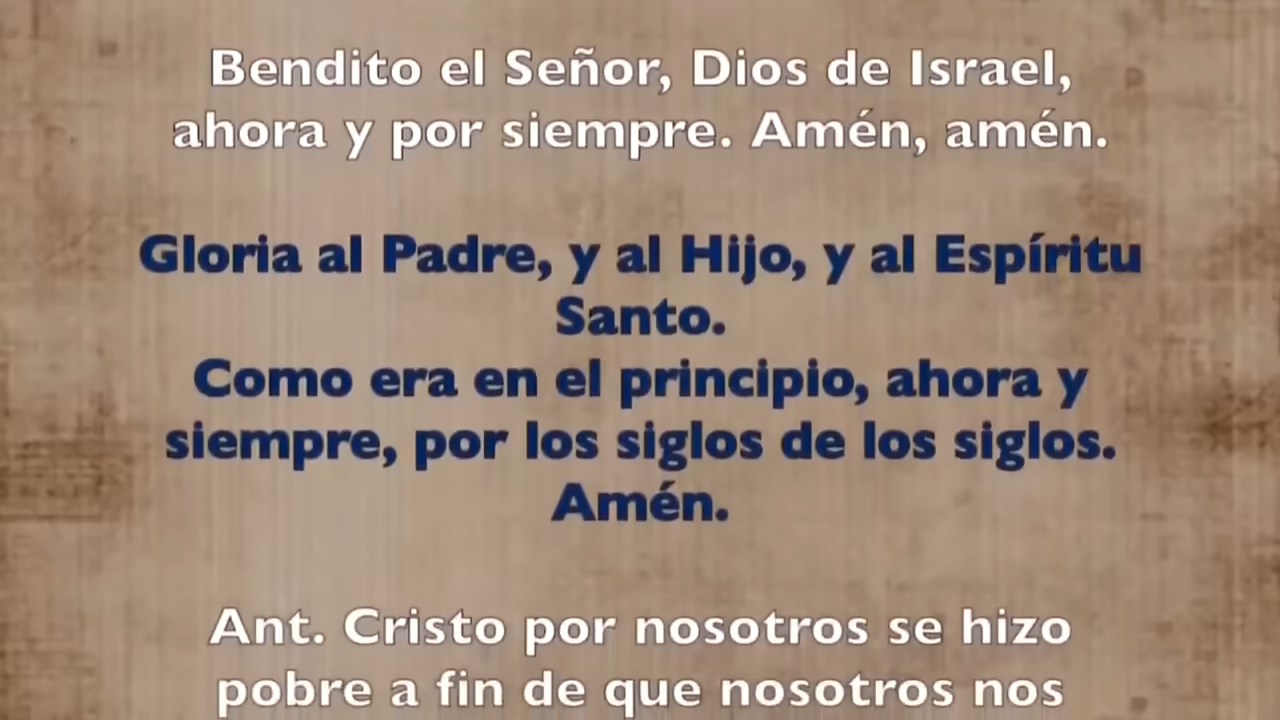 Bendito el Señor, Dios de Israel,
ahora y por siempre. Amén, amén.
Gloria al Padre, y al Hijo, y al Espíritu
Santo.
Como era en el principio, ahora y
siempre, por los siglos de los siglos.
Amén.
Ant. Cristo por nosotros se hizo
pobre a fin de que nosotros nos